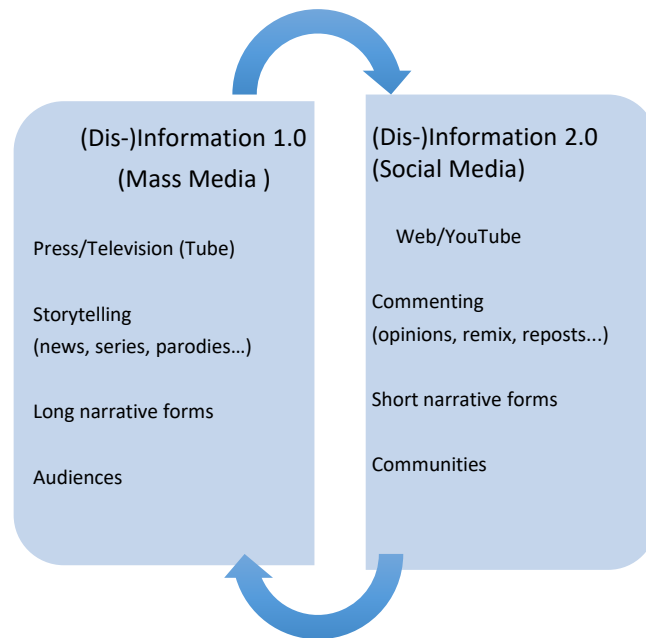 (Dis-)Information 1.0
(Mass Media )
Press/Television (Tube)
Storytelling
(news, series, parodies…)
Long narrative forms
Audiences
(Dis-)Information 2.0
(Social Media)
Web/YouTube
Commenting
(opinions, remix, reposts...)
Short narrative forms
Communities